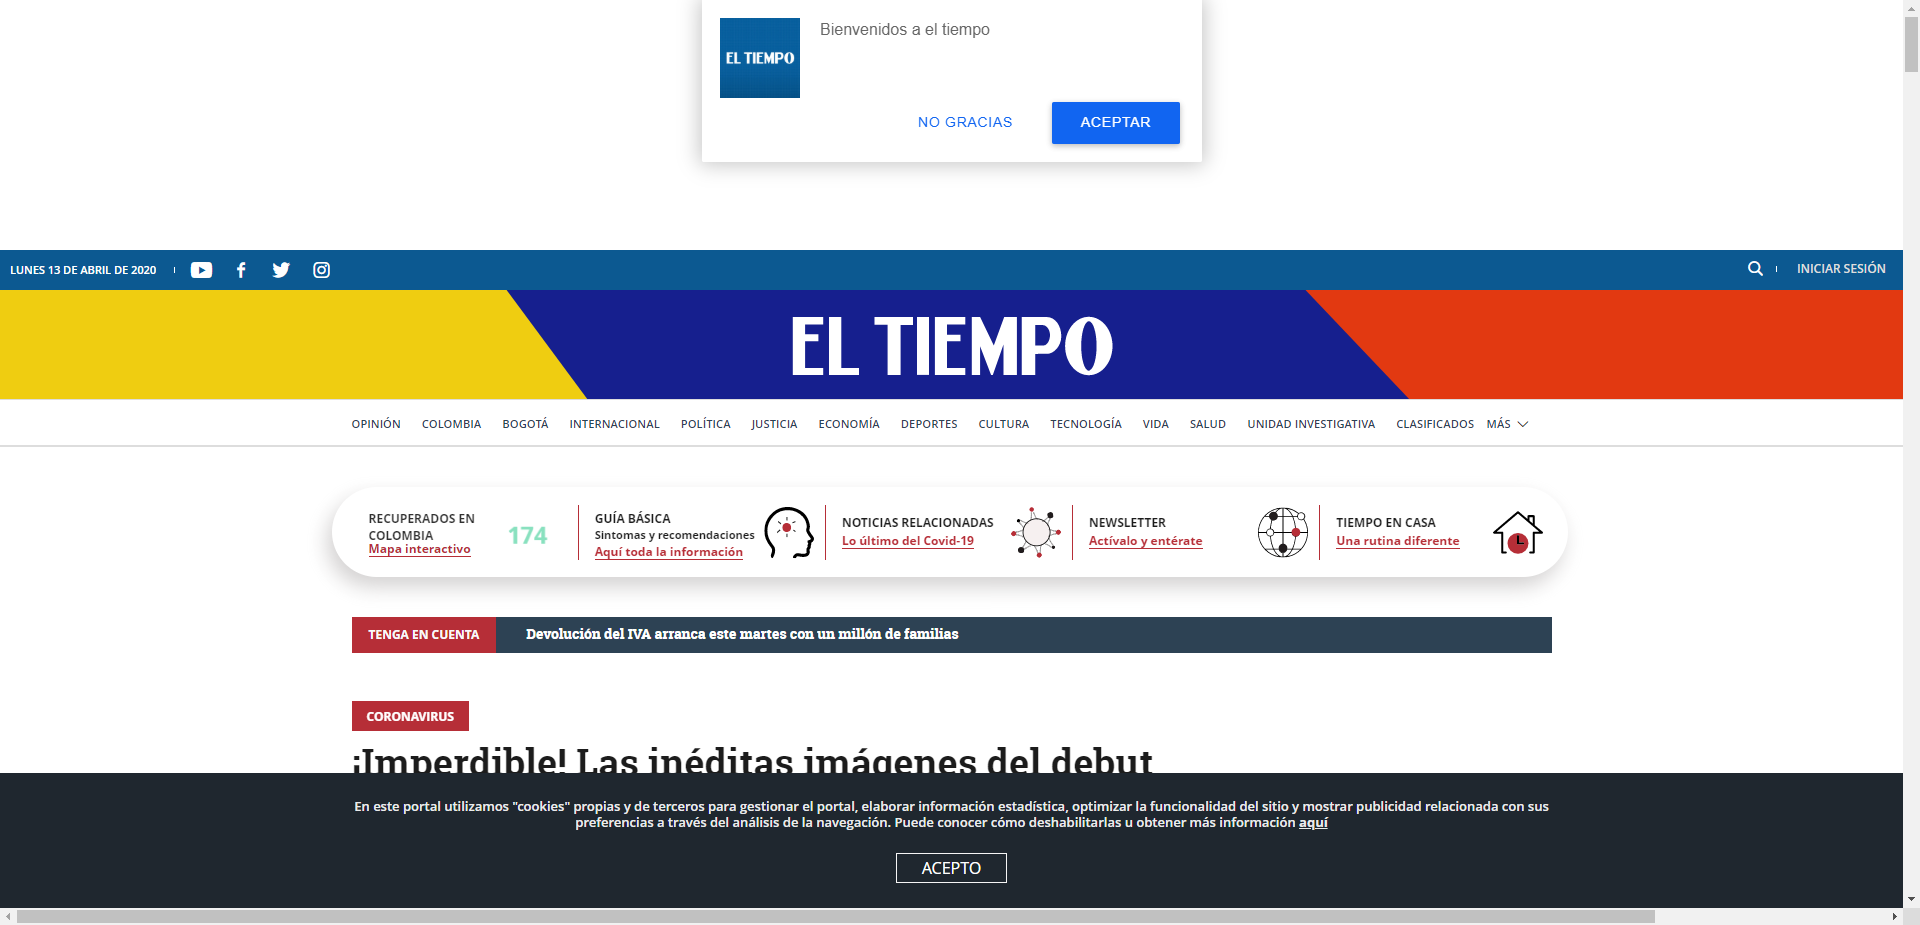 EL TIEMPO
Bienvenidos a el tiempo
NO GRACIAS
ACEPTAR
LUNES 13 DE ABRIL DE 2020
INICIAR SESIÓN
EL TIEMPO
OPINIÓN COLOMBIA BOGOTÁ INTERNACIONAL POLÍTICA JUSTICIA ECONOMÍA DEPORTES CULTURA TECNOLOGÍA VIDA SALUD UNIDAD INVESTIGATIVA CLASIFICADOS MÁS
RECUPERADOS EN
COLOMBIA
Mapa interactivo
174
GUÍA BÁSICA
Sintomas y recomendaciones
Aquí toda la información
NOTICIAS RELACIONADAS
Lo último del Covid-19
NEWSLETTER
Actívalo y entérate
TIEMPO EN CASA
Una rutina diferente
TENGA EN CUENTA
Devolución del IVA arranca este martes con un millón de familias
CORONAVIRUS
¡Imperdible! Las inéditas imágenes del debut
En este portal utilizamos "cookies" propias y de terceros para gestionar el portal, elaborar información estadística, optimizar la funcionalidad del sitio y mostrar publicidad relacionada con sus
preferencias a través del análisis de la navegación. Puede conocer cómo deshabilitarlas u obtener más información aquí
ACEPTO